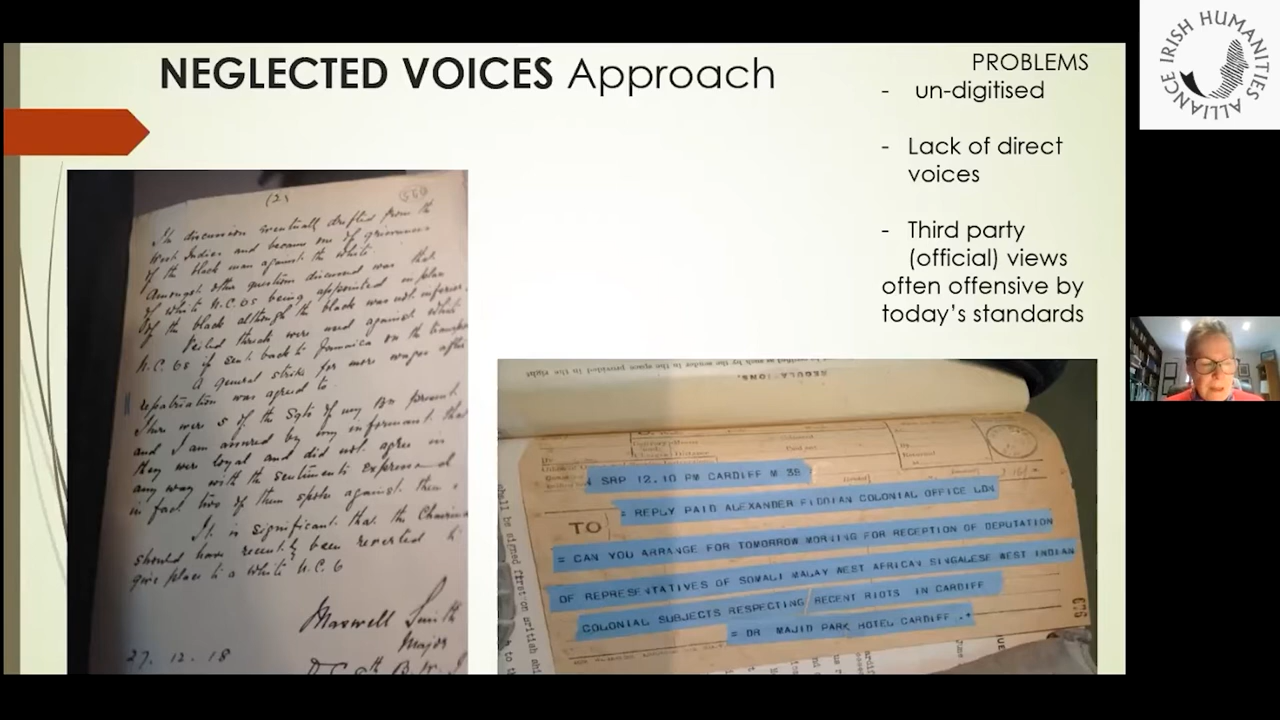 NEGLECTED VOICES Approach
PROBLEMS
- un-digitised
- Lack of direct
voices
- Third party
(official) views
often offensive by
today's standards
IRISH HUMANITIES ALLIANCE
(2)
The discussion eventually drifted from the
West Indies and became one of grievances
of the black man against the white.
Amongst other questions discussed was that
of white N.C.Os being appointed in place
of the black although the black was not inferior.
Veiled threats were used against white
N.C.Os if sent back to Jamaica on the transport
A general strike for more wages after
repatriation was agreed to
There were 5 of the Sgts of my Bn present
and I am assured by my informant that
they were loyal and did not agree in
any way with the sentiments expressed
in fact two of them spoke against them
It is significant that the Chairman
should have recently been reverted to
give place to a white N.C.O
Maxwell Smith
Major
27.12.18
REGULATIONS.
SRP 12.10 PM CARDIFF M 39
= REPLY PAID ALEXANDER FIDDIAN COLONIAL OFFICE LDN
TO
= CAN YOU ARRANGE FOR TOMORROW MORNING FOR RECEPTION OF DEPUTATION
OF REPRESENTATIVES OF SOMALI MALAY WEST AFRICAN SINGALESE WEST INDIAN
COLONIAL SUBJECTS RESPECTING RECENT RIOTS IN CARDIFF
= DR MAJID PARK HOTEL CARDIFF .+